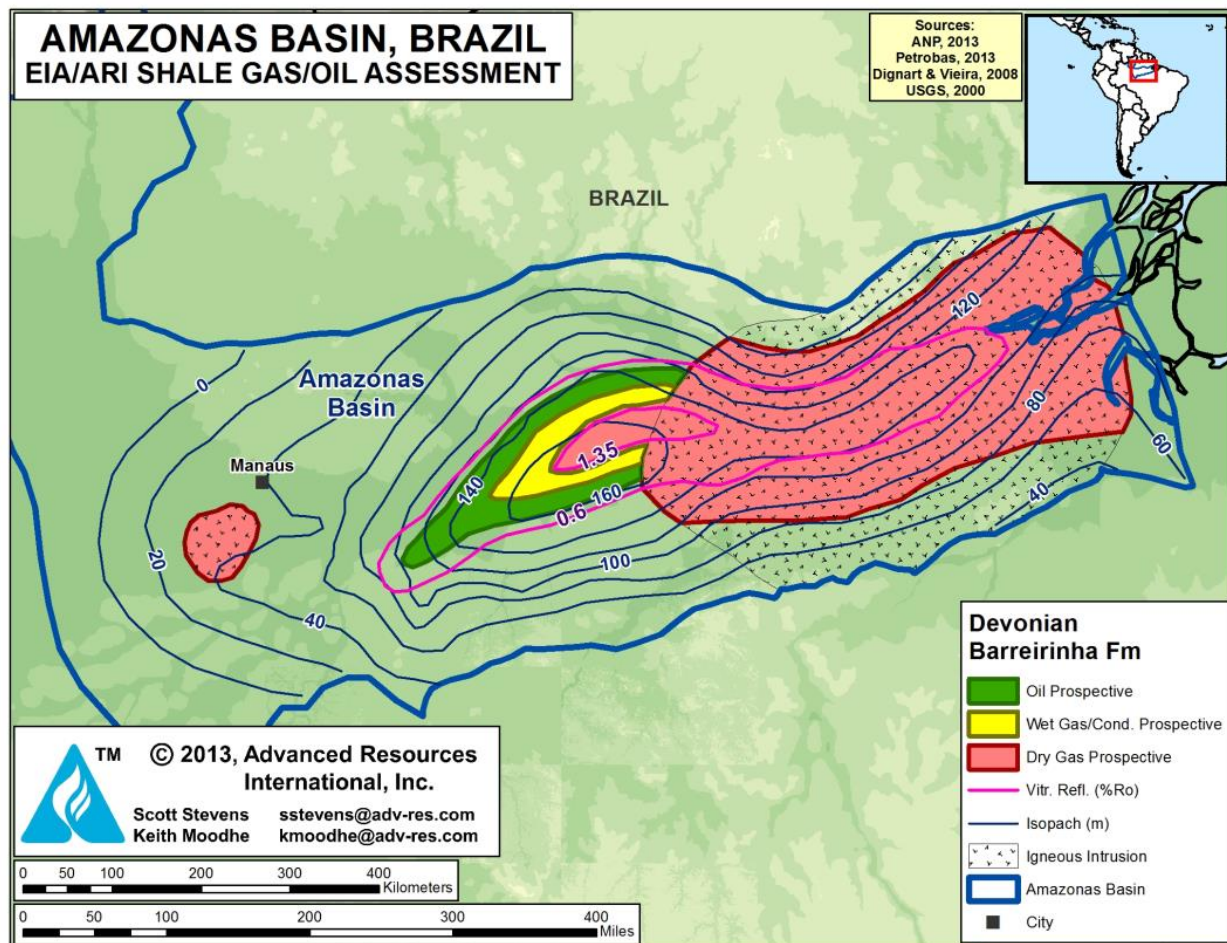 AMAZONAS BASIN, BRAZIL
EIA/ARI SHALE GAS/OIL ASSESSMENT
Sources:
ANP, 2013
Petrobas, 2013
Dignart & Vieira, 2008
USGS, 2000
BRAZIL
Amazonas
Basin
Manaus
0
20
40
140
1.35
160
0.6
100
120
80
60
40
Devonian
Barreirinha Fm
Oil Prospective
Wet Gas/Cond. Prospective
Dry Gas Prospective
Vitr. Refl. (%Ro)
Isopach (m)
Igneous Intrusion
Amazonas Basin
City
TM
© 2013, Advanced Resources
International, Inc.
Scott Stevens sstevens@adv-res.com
Keith Moodhe kmoodhe@adv-res.com
0 50 100 200 300 400
Kilometers
0 50 100 200 300 400
Miles